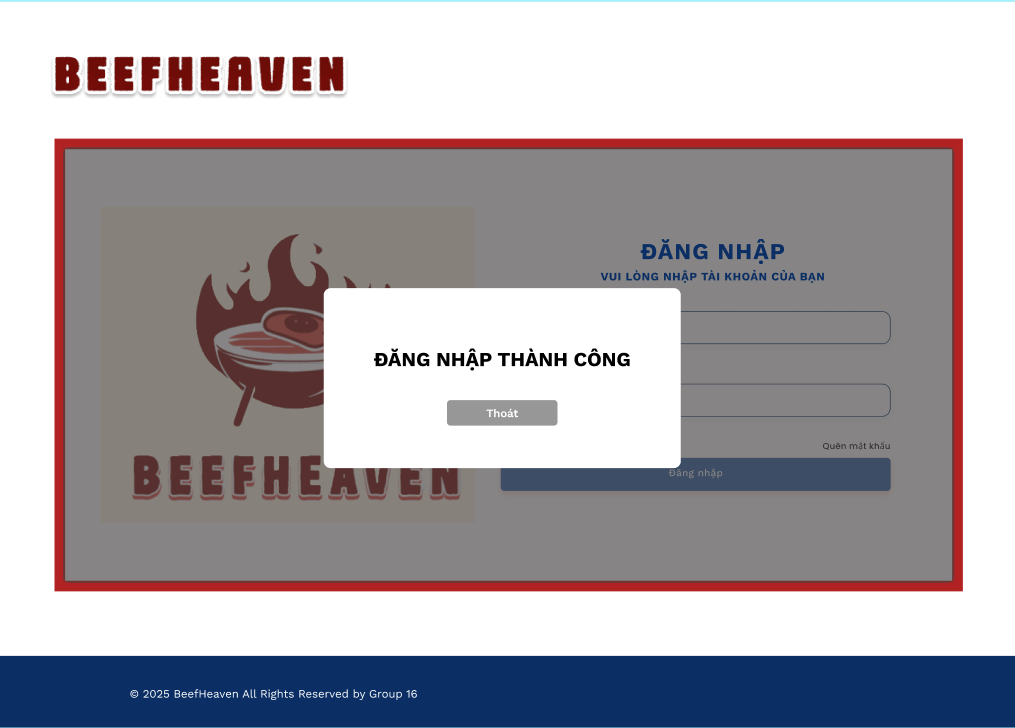 BEEFHEAVEN
ĐĂNG NHẬP
VUI LÒNG NHẬP TÀI KHOẢN CỦA BẠN
ĐĂNG NHẬP THÀNH CÔNG
Thoát
Quên mật khẩu
Đăng nhập
BEEFHEAVEN
© 2025 BeefHeaven All Rights Reserved by Group 16